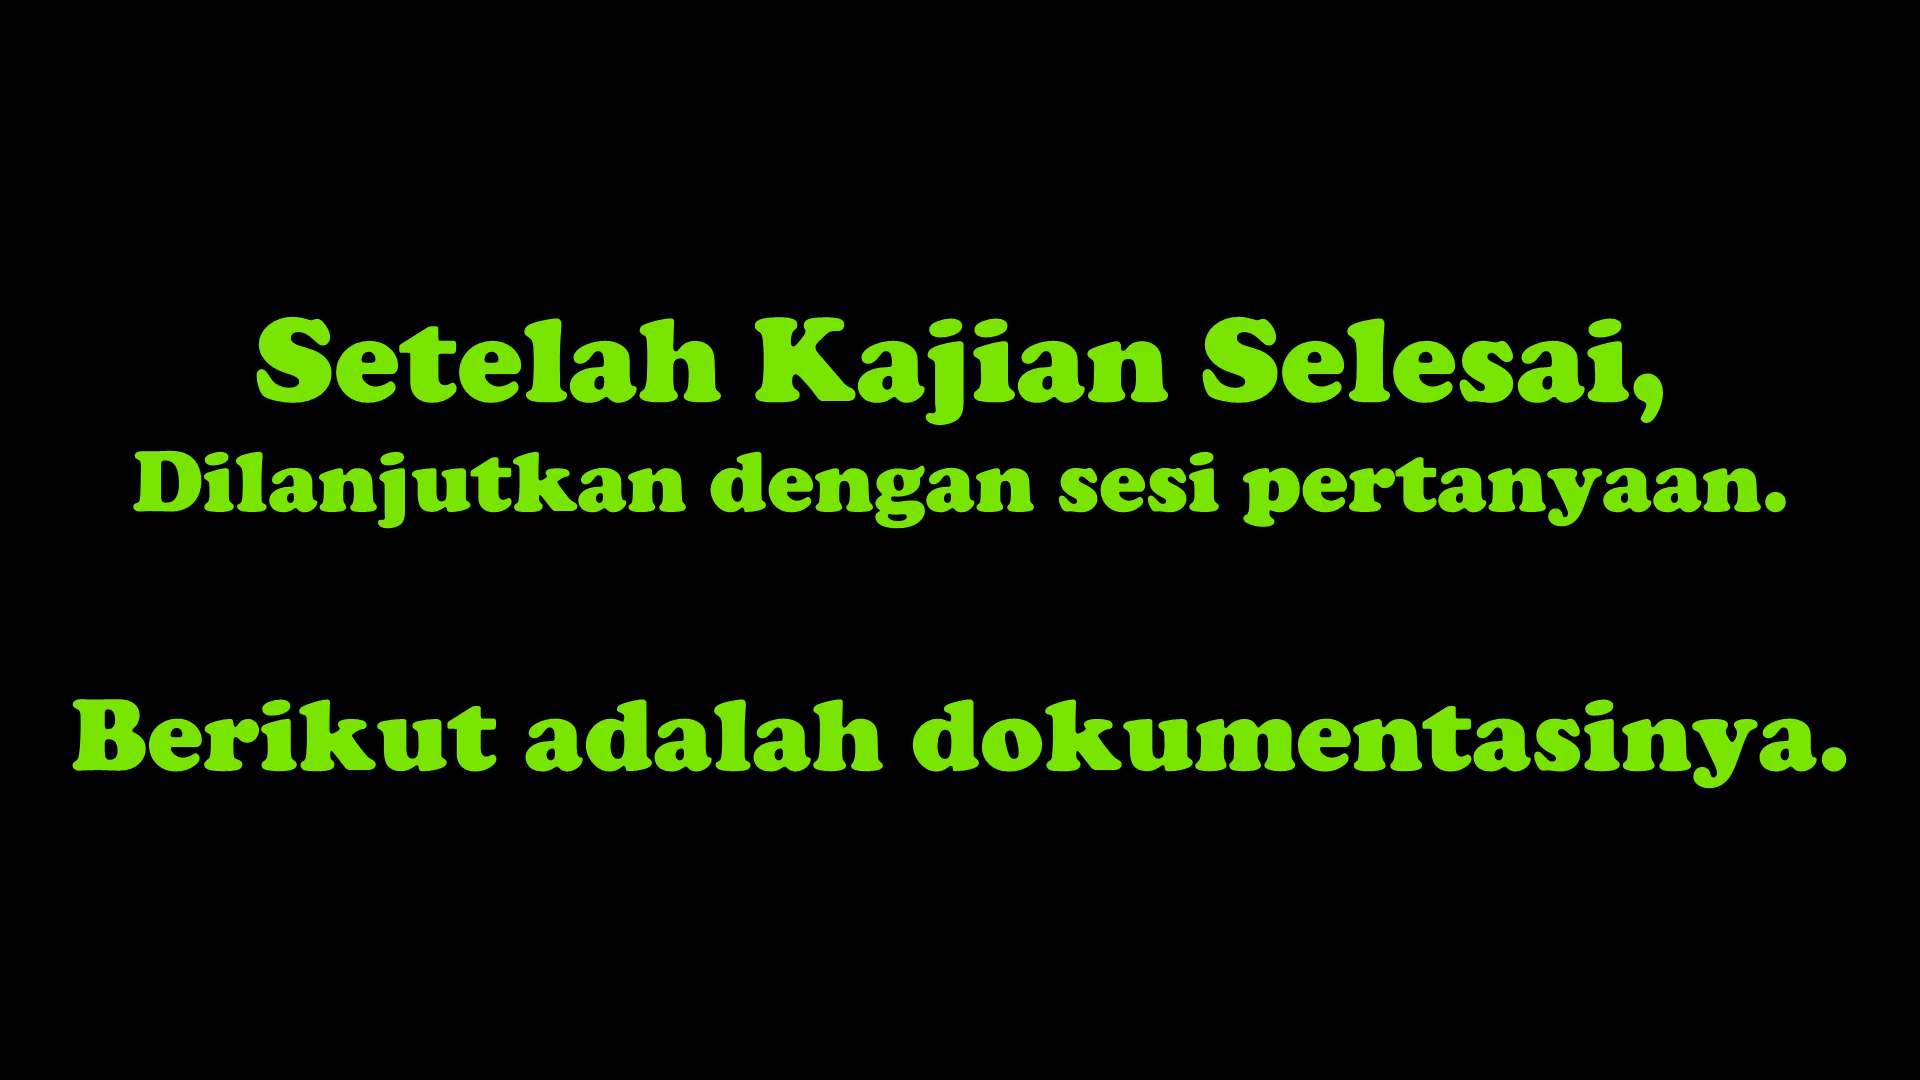 Setelah Kajian Selesai,
Dilanjutkan dengan sesi pertanyaan.
Berikut adalah dokumentasinya.